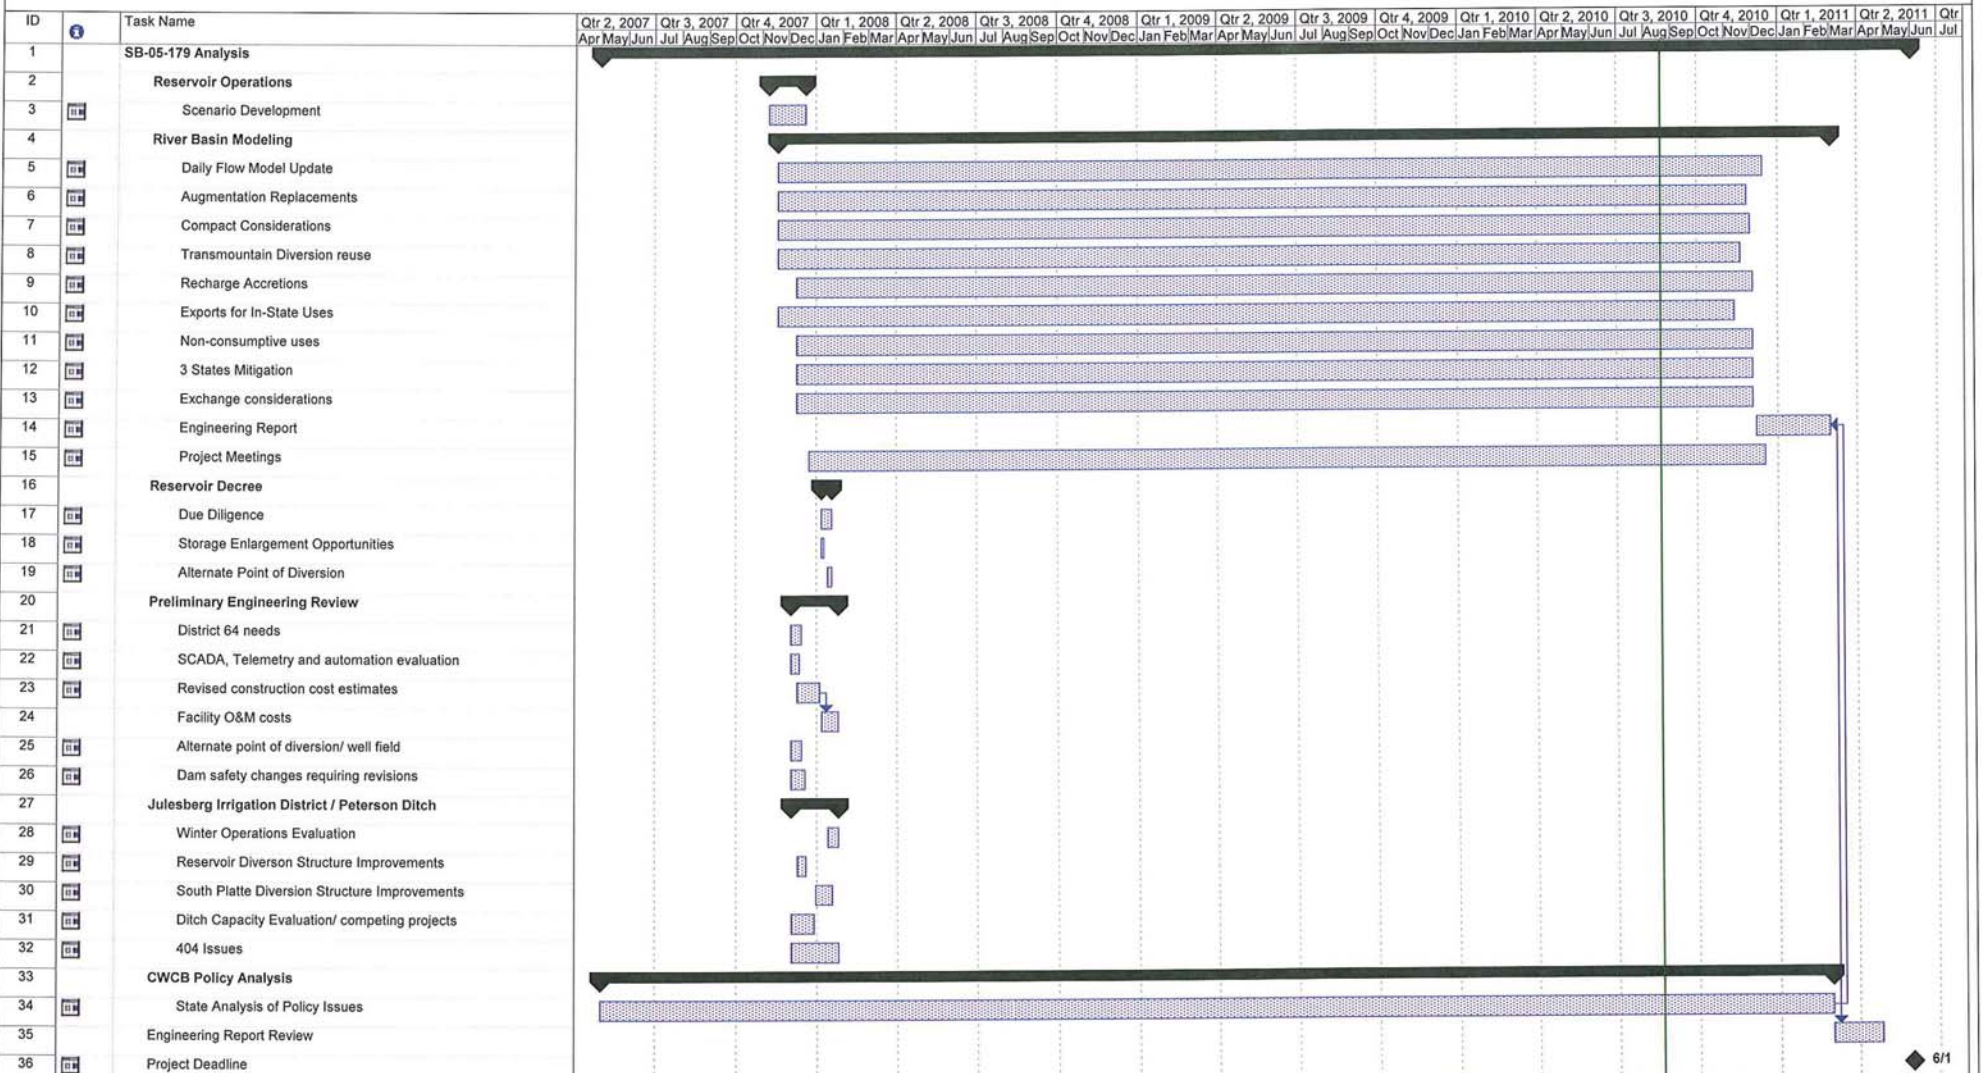 ID Task Name Qtr 2, 2007 Qtr 3, 2007 Qtr 4, 2007 Qtr 1, 2008 Qtr 2, 2008 Qtr 3, 2008 Qtr 4, 2008 Qtr 1, 2009 Qtr 2, 2009 Qtr 3, 2009 Qtr 4, 2009 Qtr 1, 2010 Qtr 2, 2010 Qtr 3, 2010 Qtr 4, 2010 Qtr 1, 2011 Qtr 2, 2011 Qtr
Apr May Jun Jul Aug Sep Oct Nov Dec Jan Feb Mar Apr May Jun Jul Aug Sep Oct Nov Dec Jan Feb Mar Apr May Jun Jul Aug Sep Oct Nov Dec Jan Feb Mar Apr May Jun Jul Aug Sep Oct Nov Dec Jan Feb Mar Apr May Jun Jul
1 SB-05-179 Analysis
2 Reservoir Operations
3 Scenario Development
4 River Basin Modeling
5 Daily Flow Model Update
6 Augmentation Replacements
7 Compact Considerations
8 Transmountain Diversion reuse
9 Recharge Accretions
10 Exports for In-State Uses
11 Non-consumptive uses
12 3 States Mitigation
13 Exchange considerations
14 Engineering Report
15 Project Meetings
16 Reservoir Decree
17 Due Diligence
18 Storage Enlargement Opportunities
19 Alternate Point of Diversion
20 Preliminary Engineering Review
21 District 64 needs
22 SCADA, Telemetry and automation evaluation
23 Revised construction cost estimates
24 Facility O&M costs
25 Alternate point of diversion/ well field
26 Dam safety changes requiring revisions
27 Julesberg Irrigation District / Peterson Ditch
28 Winter Operations Evaluation
29 Reservoir Diverson Structure Improvements
30 South Platte Diversion Structure Improvements
31 Ditch Capacity Evaluation/ competing projects
32 404 Issues
33 CWCB Policy Analysis
34 State Analysis of Policy Issues
35 Engineering Report Review
36 Project Deadline 6/1